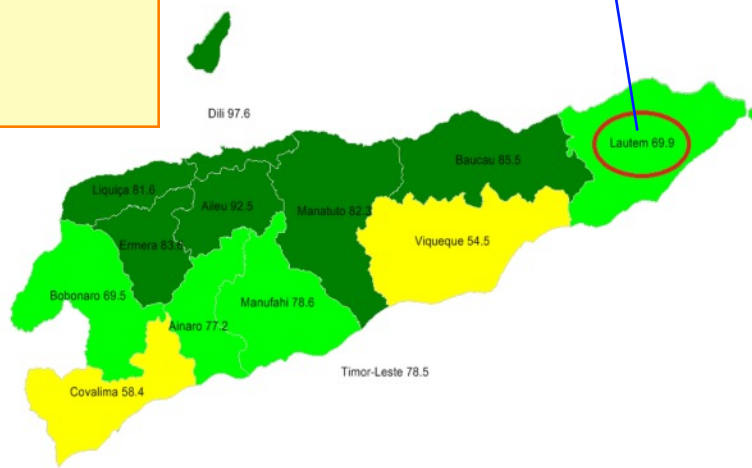 Dili 97.6
Lautem 69.9
Baucau 85.5
Liquiça 81.6
Aileu 92.5
Manatuto 82.3
Ermera 83.6
Viqueque 54.5
Bobonaro 69.5
Manufahi 78.6
Ainaro 77.2
Timor-Leste 78.5
Covalima 58.4